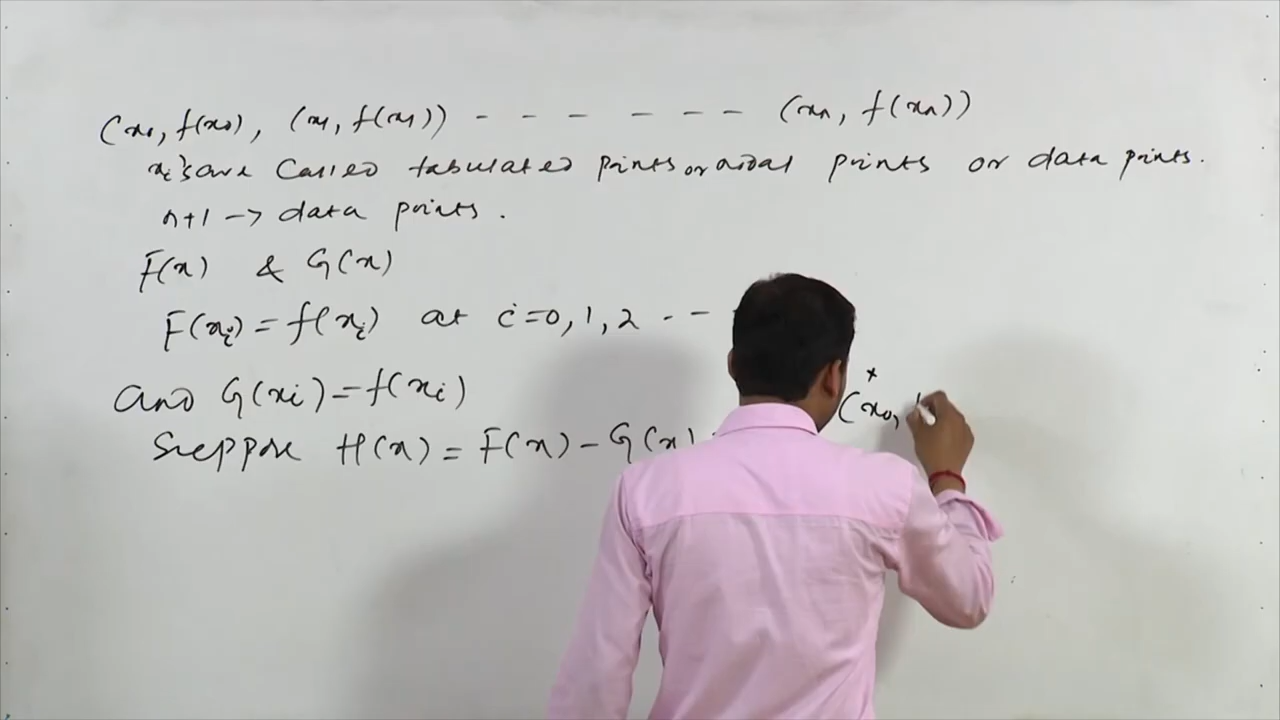 (x₀, f(x₀), (x₁, f(x₁)) - - - - - - (xₙ, f(xₙ))
xᵢ's are called tabulated points or nodal points or data points.
n+1 → data points.
F(x) & G(x)
F(xᵢ) = f(xᵢ) at i=0,1,2 - -
and G(xᵢ) = f(xᵢ)
(x₀,
Suppose H(x) = F(x) - G(x)